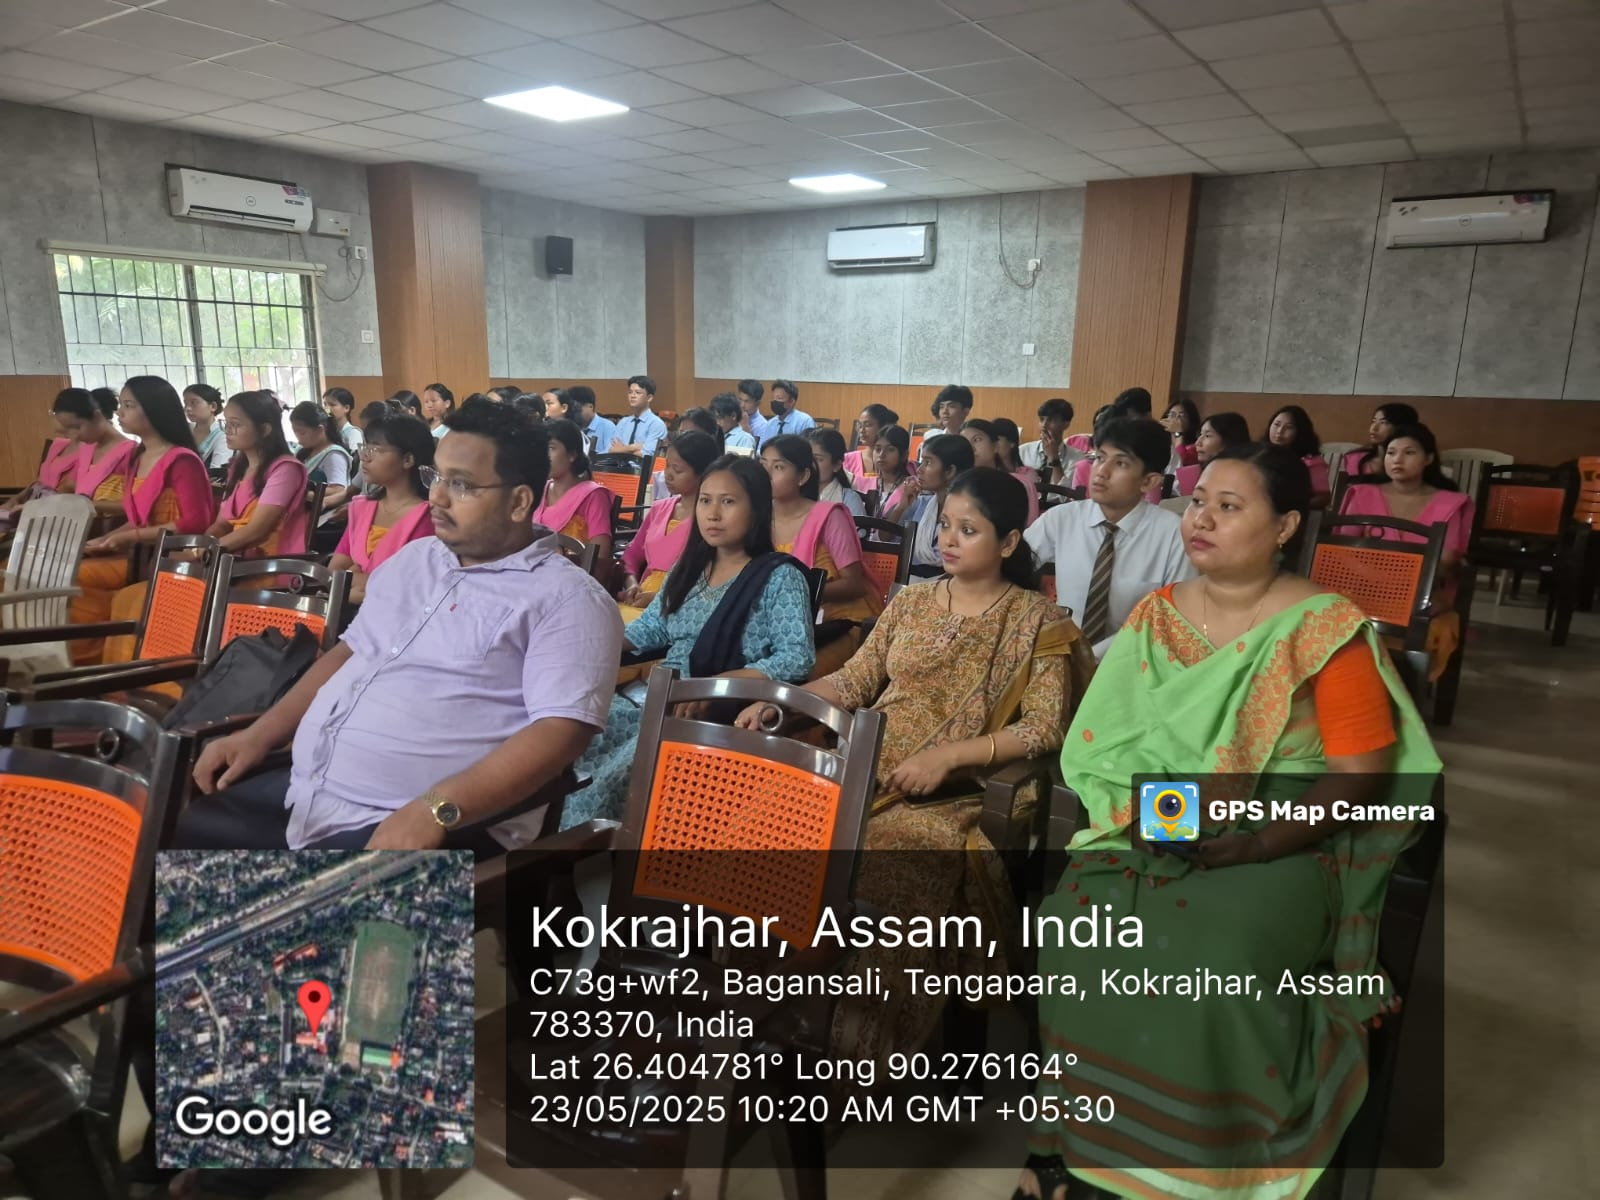 GPS Map Camera
Kokrajhar, Assam, India
C73g+wf2, Bagansali, Tengapara, Kokrajhar, Assam
783370, India
Lat 26.404781° Long 90.276164°
23/05/2025 10:20 AM GMT +05:30
Google